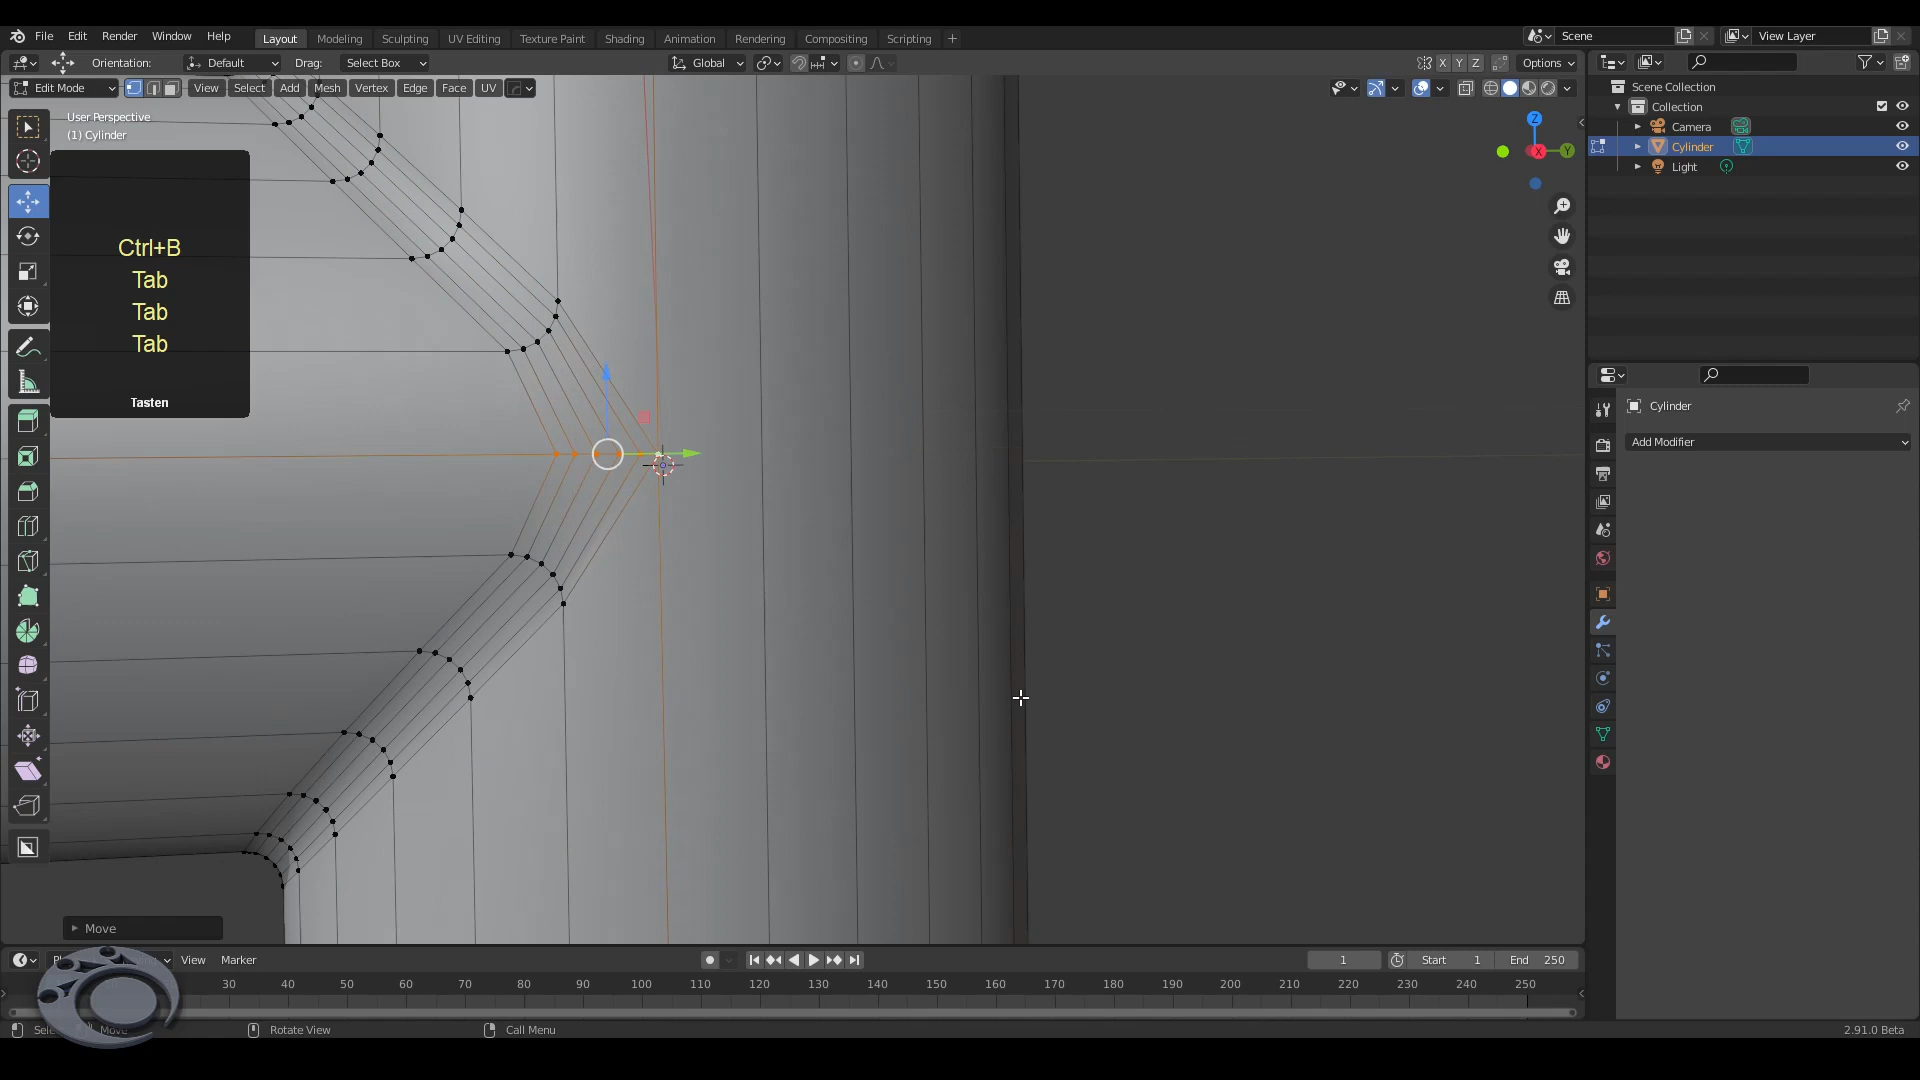 File Edit Render Window Help Layout Modeling Sculpting UV Editing Texture Paint Shading Animation Rendering Compositing Scripting Scene View Layer
Orientation: Default Drag: Select Box Global X Y Z Options
Edit Mode View Select Add Mesh Vertex Edge Face UV
User Perspective
(1) Cylinder
Ctrl+B
Tab
Tab
Tab
Tasten
Z
X
Y
Scene Collection
Collection
Camera
Cylinder
Light
Cylinder
Add Modifier
Move
View Marker 1 Start 1 End 250
30 40 50 60 70 80 90 100 110 120 130 140 150 160 170 180 190 200 210 220 230 240 250
Move Rotate View Call Menu 2.91.0 Beta